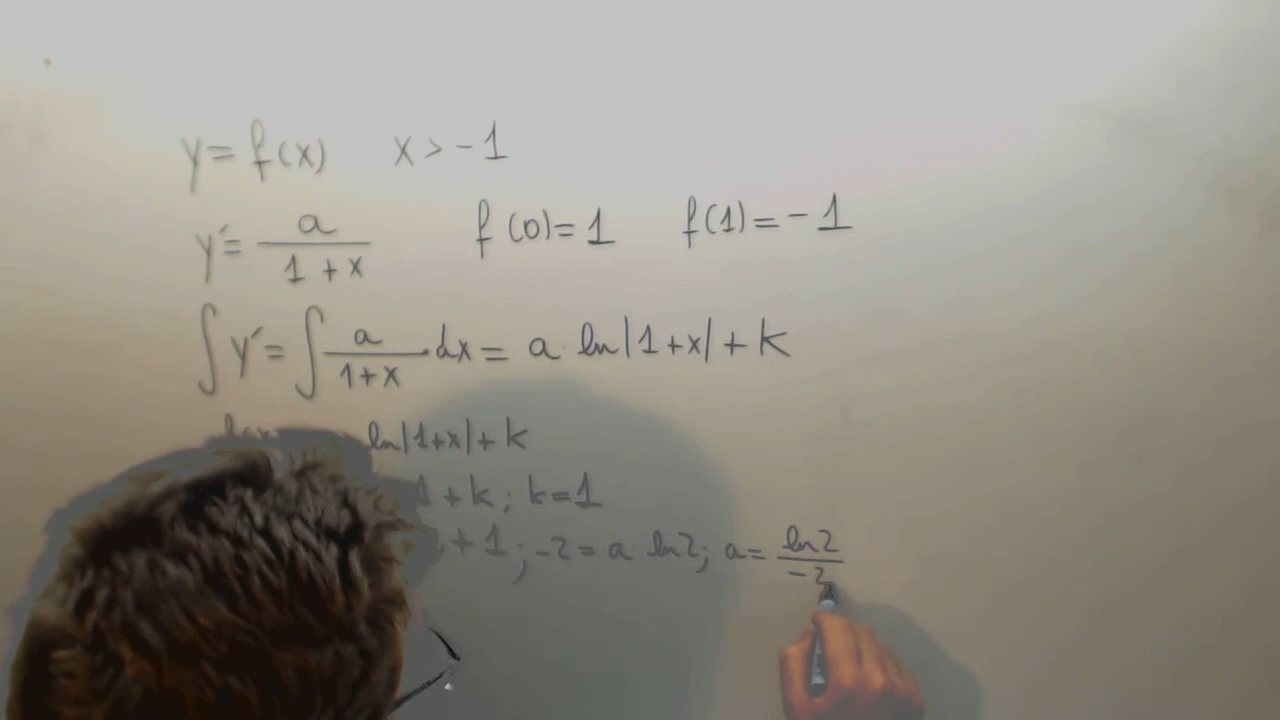 y = f(x) x > -1
y' = a/(1 + x) f(0) = 1 f(1) = -1
∫ y' = ∫ a/(1+x) dx = a · ln|1+x| + k
ln|1+x| + k
1 + k ; k = 1
+ 1 ; -2 = a · ln2 ; a = ln2/-2